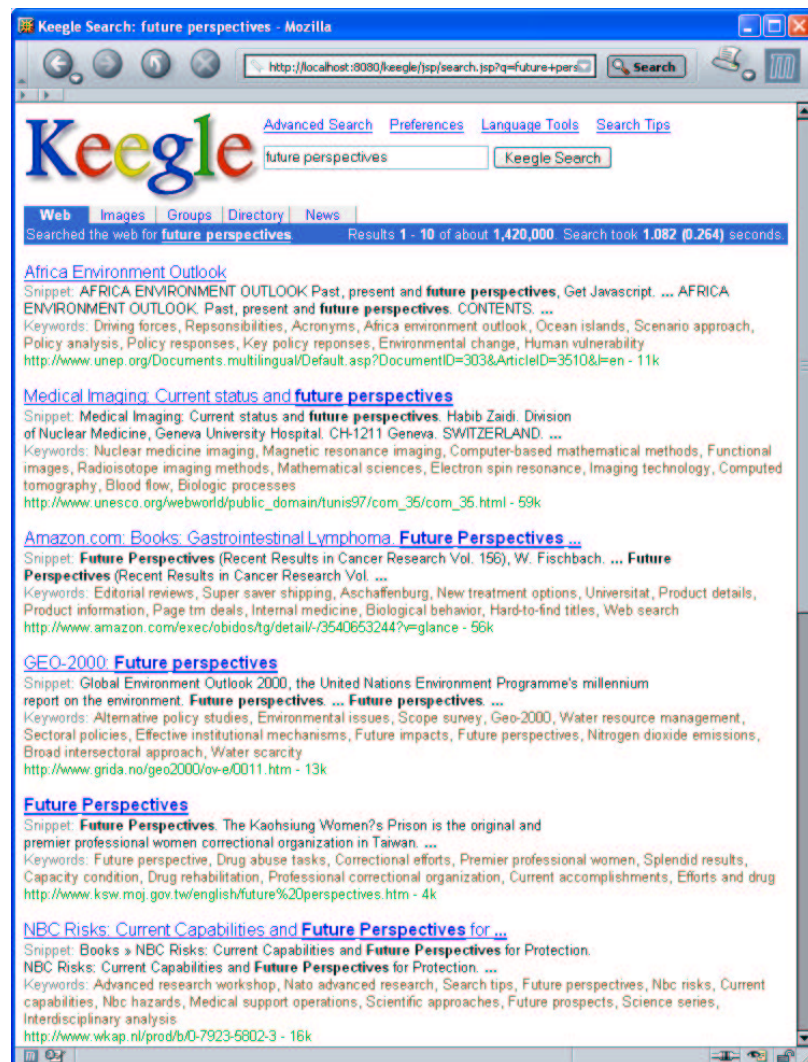 Keegle Search: future perspectives - Mozilla
http://localhost:8080/keegle/jsp/search.jsp?q=future+pers
Search
Keegle
Advanced Search Preferences Language Tools Search Tips
future perspectives
Keegle Search
Web Images Groups Directory News
Searched the web for future perspectives. Results 1 - 10 of about 1,420,000. Search took 1.082 (0.264) seconds.
Africa Environment Outlook
Snippet: AFRICA ENVIRONMENT OUTLOOK Past, present and future perspectives, Get Javascript. ... AFRICA
ENVIRONMENT OUTLOOK. Past, present and future perspectives. CONTENTS. ...
Keywords: Driving forces, Repsonsibilities, Acronyms, Africa environment outlook, Ocean islands, Scenario approach,
Policy analysis, Policy responses, Key policy reponses, Environmental change, Human vulnerability
http://www.unep.org/Documents.multilingual/Default.asp?DocumentID=303&ArticleID=3510&l=en - 11k
Medical Imaging: Current status and future perspectives
Snippet: Medical Imaging: Current status and future perspectives. Habib Zaidi. Division
of Nuclear Medicine, Geneva University Hospital. CH-1211 Geneva. SWITZERLAND. ...
Keywords: Nuclear medicine imaging, Magnetic resonance imaging, Computer-based mathematical methods, Functional
images, Radioisotope imaging methods, Mathematical sciences, Electron spin resonance, Imaging technology, Computed
tomography, Blood flow, Biologic processes
http://www.unesco.org/webworld/public_domain/tunis97/com_35/com_35.html - 59k
Amazon.com: Books: Gastrointestinal Lymphoma. Future Perspectives ...
Snippet: Future Perspectives (Recent Results in Cancer Research Vol. 156), W. Fischbach. ... Future
Perspectives (Recent Results in Cancer Research Vol. ...
Keywords: Editorial reviews, Super saver shipping, Aschaffenburg, New treatment options, Universitat, Product details,
Product information, Page tm deals, Internal medicine, Biological behavior, Hard-to-find titles, Web search
http://www.amazon.com/exec/obidos/tg/detail/-/3540653244?v=glance - 56k
GEO-2000: Future perspectives
Snippet: Global Environment Outlook 2000, the United Nations Environment Programme's millennium
report on the environment. Future perspectives. ... Future perspectives. ...
Keywords: Alternative policy studies, Environmental issues, Scope survey, Geo-2000, Water resource management,
Sectoral policies, Effective institutional mechanisms, Future impacts, Future perspectives, Nitrogen dioxide emissions,
Broad intersectoral approach, Water scarcity
http://www.grida.no/geo2000/ov-e/0011.htm - 13k
Future Perspectives
Snippet: Future Perspectives. The Kaohsiung Women?s Prison is the original and
premier professional women correctional organization in Taiwan. ...
Keywords: Future perspective, Drug abuse tasks, Correctional efforts, Premier professional women, Splendid results,
Capacity condition, Drug rehabilitation, Professional correctional organization, Current accomplishments, Efforts and drug
http://www.ksw.moj.gov.tw/english/future%20perspectives.htm - 4k
NBC Risks: Current Capabilities and Future Perspectives for ...
Snippet: Books » NBC Risks: Current Capabilities and Future Perspectives for Protection.
NBC Risks: Current Capabilities and Future Perspectives for Protection. ...
Keywords: Advanced research workshop, Nato advanced research, Search tips, Future perspectives, Nbc risks, Current
capabilities, Nbc hazards, Medical support operations, Scientific approaches, Future prospects, Science series,
Interdisciplinary analysis
http://www.wkap.nl/prod/b/0-7923-5802-3 - 16k